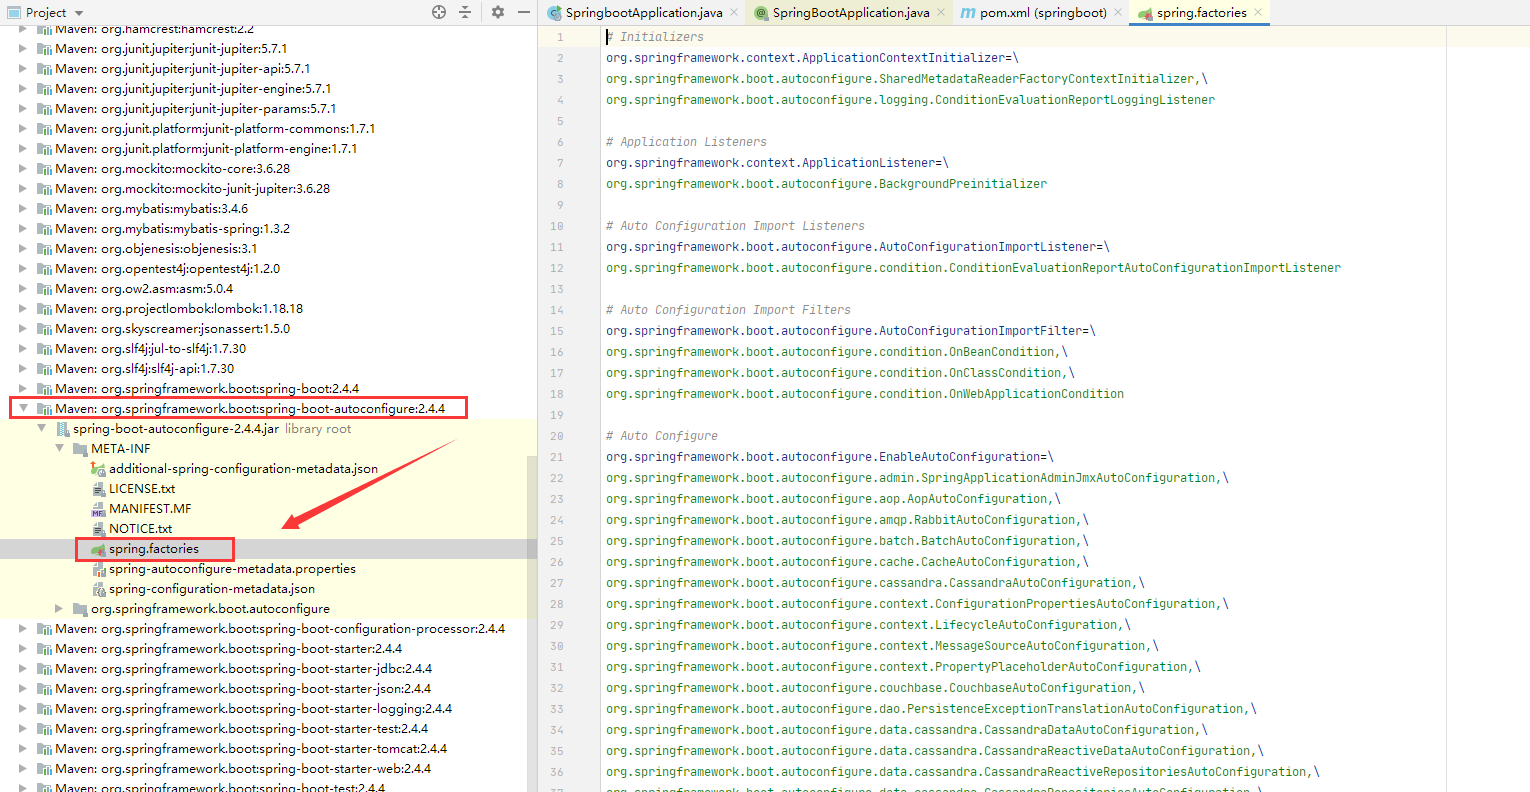 Project
Maven: org.hamcrest:hamcrest:2.2
Maven: org.junit.jupiter:junit-jupiter:5.7.1
Maven: org.junit.jupiter:junit-jupiter-api:5.7.1
Maven: org.junit.jupiter:junit-jupiter-engine:5.7.1
Maven: org.junit.jupiter:junit-jupiter-params:5.7.1
Maven: org.junit.platform:junit-platform-commons:1.7.1
Maven: org.junit.platform:junit-platform-engine:1.7.1
Maven: org.mockito:mockito-core:3.6.28
Maven: org.mockito:mockito-junit-jupiter:3.6.28
Maven: org.mybatis:mybatis:3.4.6
Maven: org.mybatis:mybatis-spring:1.3.2
Maven: org.objenesis:objenesis:3.1
Maven: org.opentest4j:opentest4j:1.2.0
Maven: org.ow2.asm:asm:5.0.4
Maven: org.projectlombok:lombok:1.18.18
Maven: org.skyscreamer:jsonassert:1.5.0
Maven: org.slf4j:jul-to-slf4j:1.7.30
Maven: org.slf4j:slf4j-api:1.7.30
Maven: org.springframework.boot:spring-boot:2.4.4
Maven: org.springframework.boot:spring-boot-autoconfigure:2.4.4
spring-boot-autoconfigure-2.4.4.jar library root
META-INF
additional-spring-configuration-metadata.json
LICENSE.txt
MANIFEST.MF
NOTICE.txt
spring.factories
spring-autoconfigure-metadata.properties
spring-configuration-metadata.json
org.springframework.boot.autoconfigure
Maven: org.springframework.boot:spring-boot-configuration-processor:2.4.4
Maven: org.springframework.boot:spring-boot-starter:2.4.4
Maven: org.springframework.boot:spring-boot-starter-jdbc:2.4.4
Maven: org.springframework.boot:spring-boot-starter-json:2.4.4
Maven: org.springframework.boot:spring-boot-starter-logging:2.4.4
Maven: org.springframework.boot:spring-boot-starter-test:2.4.4
Maven: org.springframework.boot:spring-boot-starter-tomcat:2.4.4
Maven: org.springframework.boot:spring-boot-starter-web:2.4.4
Maven: org.springframework.boot:spring-boot-test:2.4.4
SpringbootApplication.java SpringBootApplication.java pom.xml (springboot) spring.factories
1 # Initializers
2 org.springframework.context.ApplicationContextInitializer=\
3 org.springframework.boot.autoconfigure.SharedMetadataReaderFactoryContextInitializer,\
4 org.springframework.boot.autoconfigure.logging.ConditionEvaluationReportLoggingListener
5
6 # Application Listeners
7 org.springframework.context.ApplicationListener=\
8 org.springframework.boot.autoconfigure.BackgroundPreinitializer
9
10 # Auto Configuration Import Listeners
11 org.springframework.boot.autoconfigure.AutoConfigurationImportListener=\
12 org.springframework.boot.autoconfigure.condition.ConditionEvaluationReportAutoConfigurationImportListener
13
14 # Auto Configuration Import Filters
15 org.springframework.boot.autoconfigure.AutoConfigurationImportFilter=\
16 org.springframework.boot.autoconfigure.condition.OnBeanCondition,\
17 org.springframework.boot.autoconfigure.condition.OnClassCondition,\
18 org.springframework.boot.autoconfigure.condition.OnWebApplicationCondition
19
20 # Auto Configure
21 org.springframework.boot.autoconfigure.EnableAutoConfiguration=\
22 org.springframework.boot.autoconfigure.admin.SpringApplicationAdminJmxAutoConfiguration,\
23 org.springframework.boot.autoconfigure.aop.AopAutoConfiguration,\
24 org.springframework.boot.autoconfigure.amqp.RabbitAutoConfiguration,\
25 org.springframework.boot.autoconfigure.batch.BatchAutoConfiguration,\
26 org.springframework.boot.autoconfigure.cache.CacheAutoConfiguration,\
27 org.springframework.boot.autoconfigure.cassandra.CassandraAutoConfiguration,\
28 org.springframework.boot.autoconfigure.context.ConfigurationPropertiesAutoConfiguration,\
29 org.springframework.boot.autoconfigure.context.LifecycleAutoConfiguration,\
30 org.springframework.boot.autoconfigure.context.MessageSourceAutoConfiguration,\
31 org.springframework.boot.autoconfigure.context.PropertyPlaceholderAutoConfiguration,\
32 org.springframework.boot.autoconfigure.couchbase.CouchbaseAutoConfiguration,\
33 org.springframework.boot.autoconfigure.dao.PersistenceExceptionTranslationAutoConfiguration,\
34 org.springframework.boot.autoconfigure.data.cassandra.CassandraDataAutoConfiguration,\
35 org.springframework.boot.autoconfigure.data.cassandra.CassandraReactiveDataAutoConfiguration,\
36 org.springframework.boot.autoconfigure.data.cassandra.CassandraReactiveRepositoriesAutoConfiguration,\
37 org.springframework.boot.autoconfigure.data.cassandra.CassandraRepositoriesAutoConfiguration,\